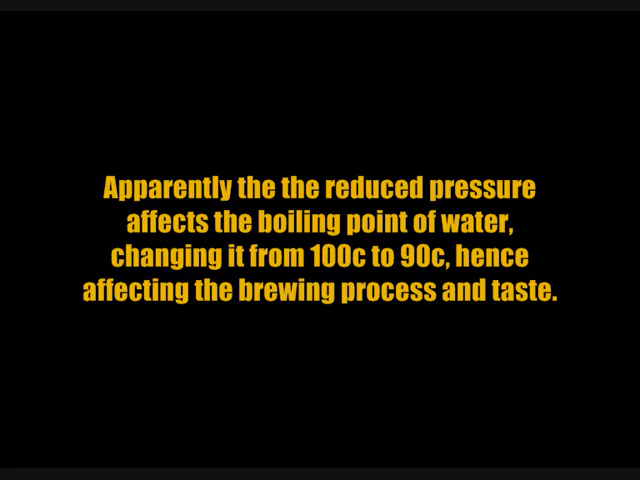 Apparently the the reduced pressure
affects the boiling point of water,
changing it from 100c to 90c, hence
affecting the brewing process and taste.